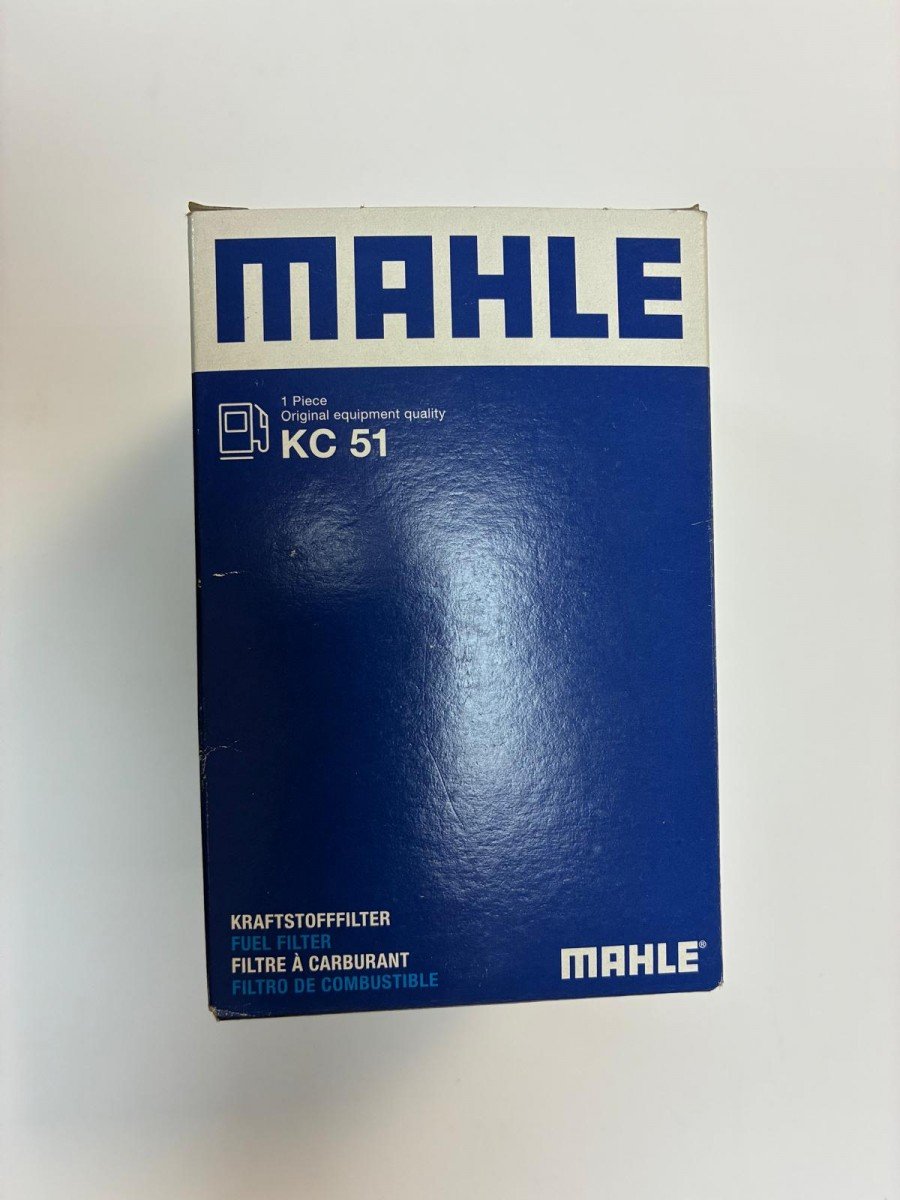 MAHLE
1 Piece
Original equipment quality
KC 51
KRAFTSTOFFFILTER
FUEL FILTER
FILTRE À CARBURANT
FILTRO DE COMBUSTIBLE
MAHLE®